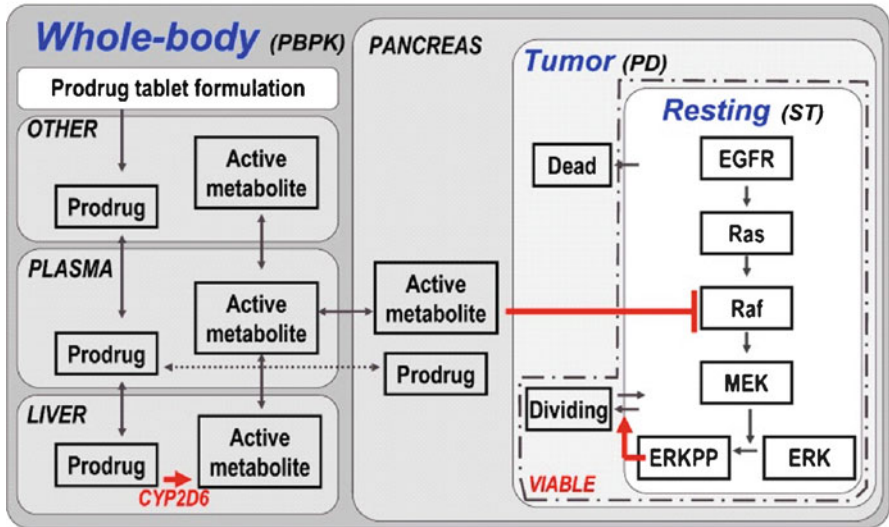 Whole-body (PBPK)
Prodrug tablet formulation
OTHER
Prodrug
Active
metabolite
PLASMA
Prodrug
Active
metabolite
LIVER
Prodrug
CYP2D6
Active
metabolite
PANCREAS
Active
metabolite
Prodrug
Tumor (PD)
Dead
Dividing
VIABLE
Resting (ST)
EGFR
Ras
Raf
MEK
ERKPP
ERK